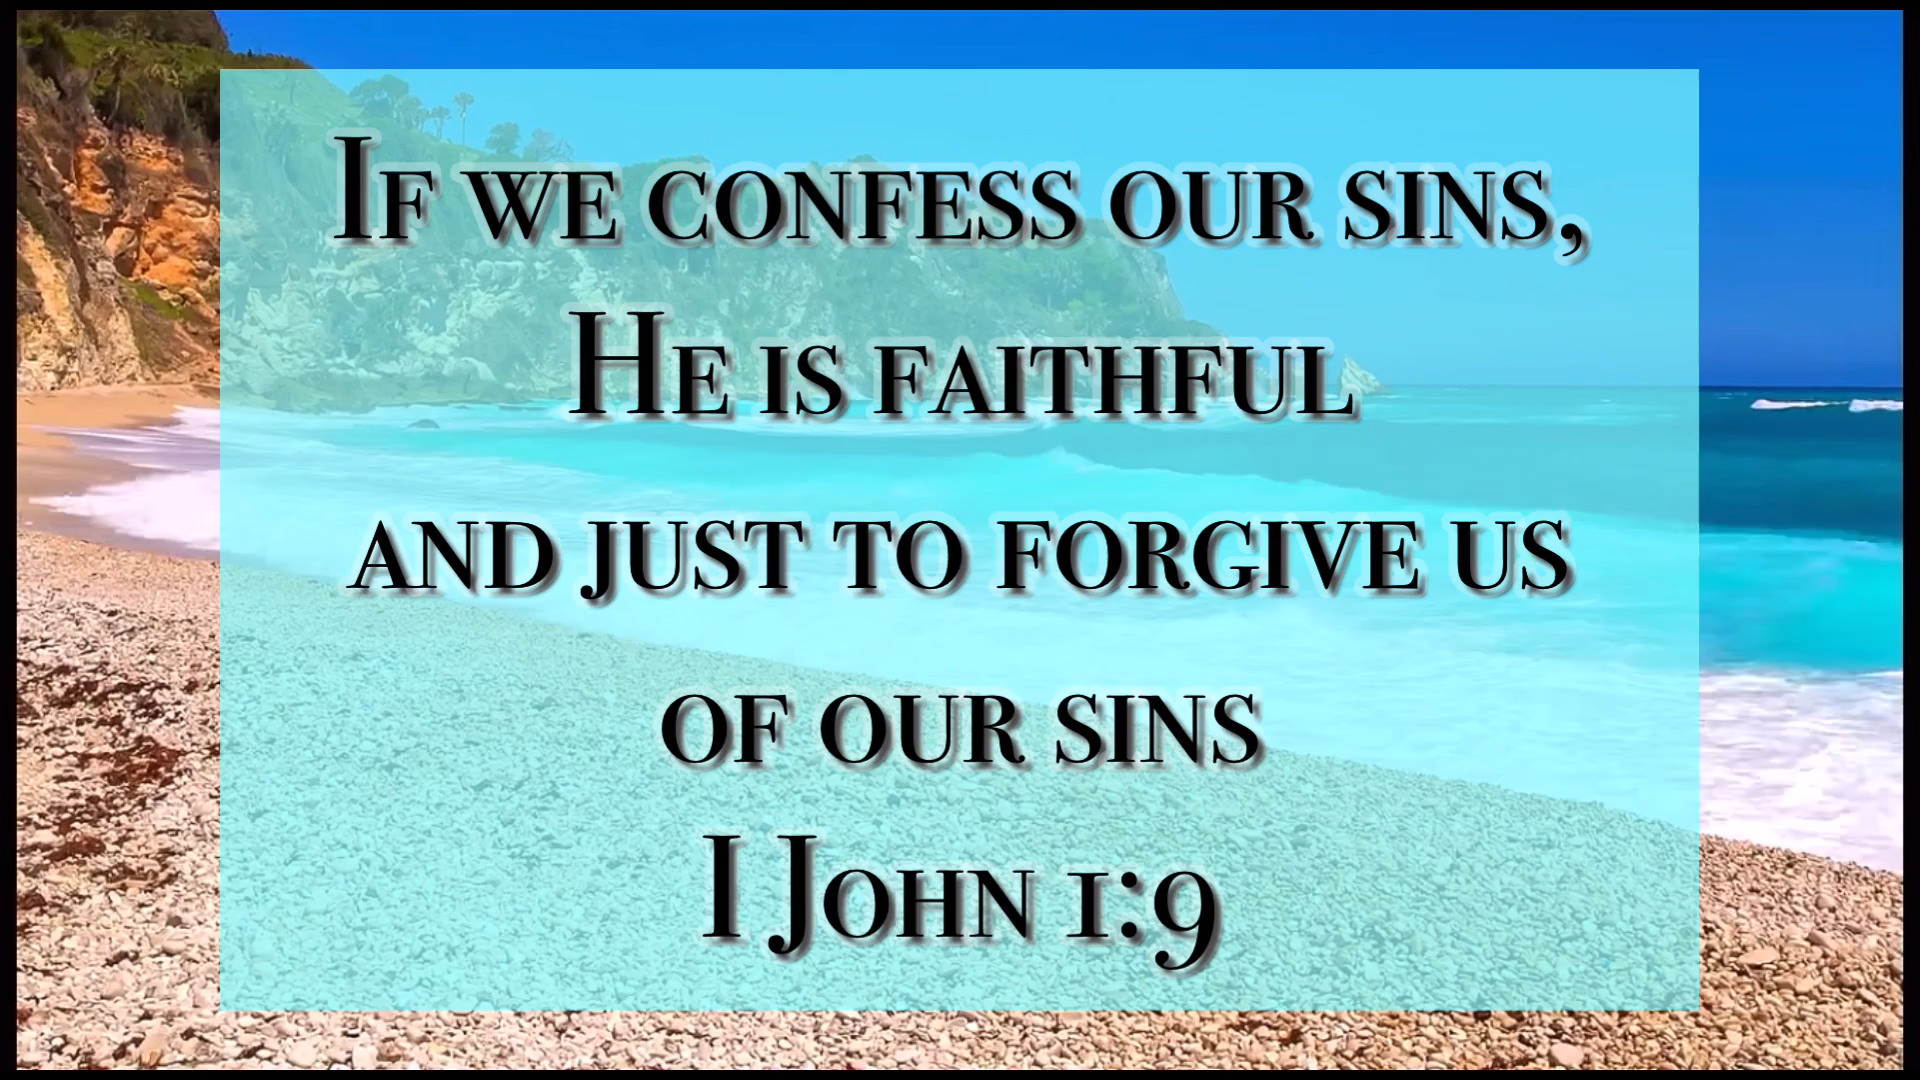 If we confess our sins,
He is faithful
and just to forgive us
of our sins
I John 1:9